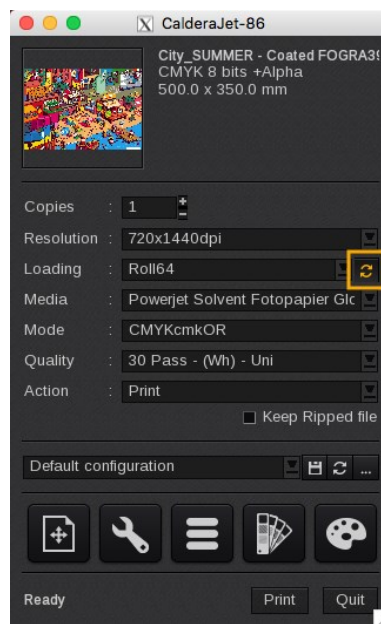 CalderaJet-86
City_SUMMER - Coated FOGRA39
CMYK 8 bits +Alpha
500.0 x 350.0 mm
Copies : 1
Resolution : 720x1440dpi
Loading : Roll64
Media : Powerjet Solvent Fotopapier Glc
Mode : CMYKcmkOR
Quality : 30 Pass - (Wh) - Uni
Action : Print
Keep Ripped file
Default configuration ...
Ready Print Quit